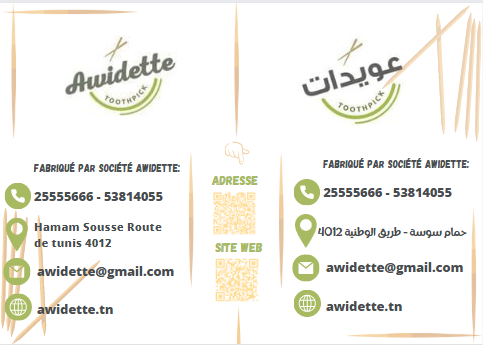 Awidette
TOOTHPICK
FABRIQUÉ PAR SOCIÉTÉ AWIDETTE:
25555666 - 53814055
Hamam Sousse Route
de tunis 4012
awidette@gmail.com
awidette.tn
ADRESSE
SITE WEB
عويدات
TOOTHPICK
FABRIQUÉ PAR SOCIÉTÉ AWIDETTE:
25555666 - 53814055
حمام سوسة - طريق الوطنية 4012
awidette@gmail.com
awidette.tn